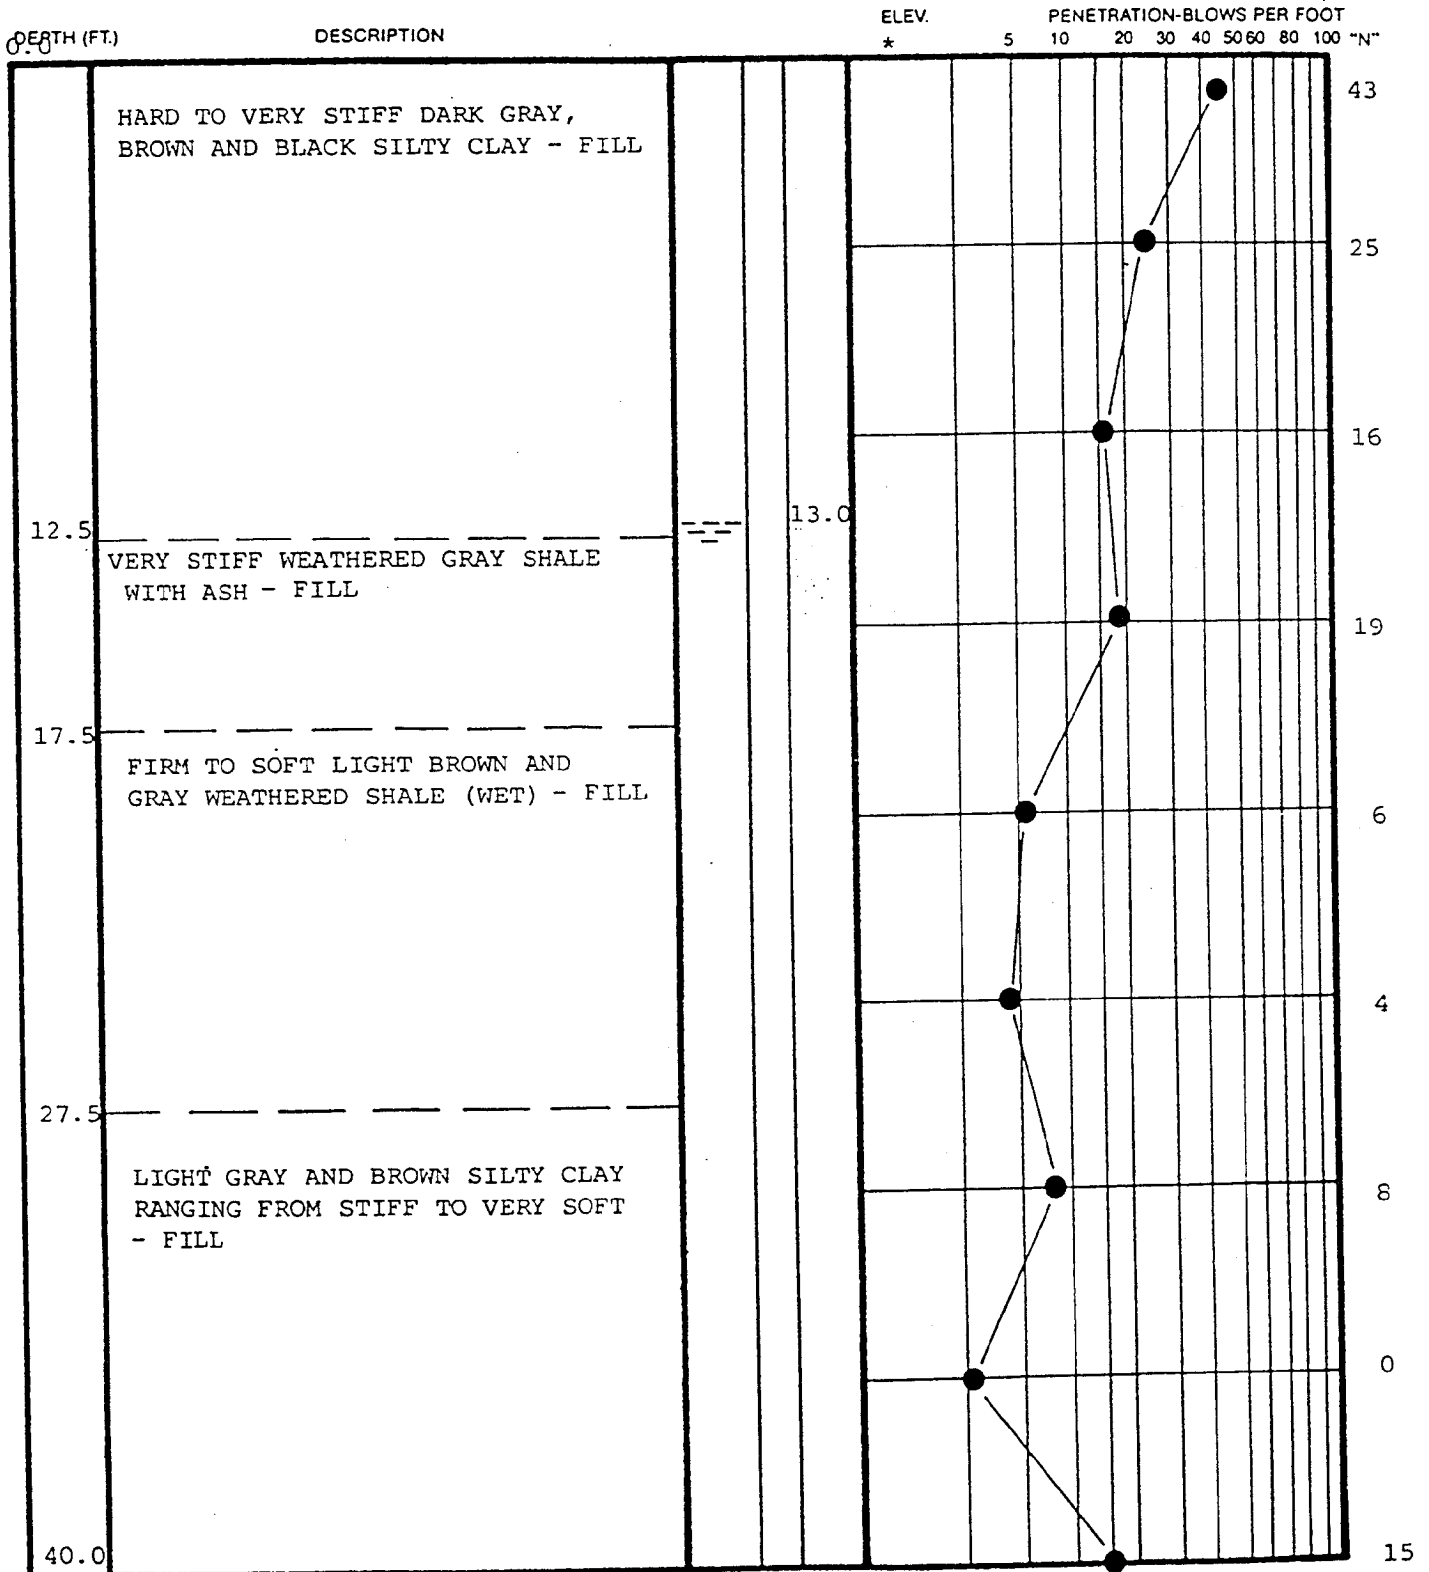 ELEV. PENETRATION-BLOWS PER FOOT
DEPTH (FT.) DESCRIPTION * 5 10 20 30 40 50 60 80 100 "N"
0.0
43
HARD TO VERY STIFF DARK GRAY,
BROWN AND BLACK SILTY CLAY - FILL
25
16
12.5 13.0
VERY STIFF WEATHERED GRAY SHALE
WITH ASH - FILL
19
17.5
FIRM TO SOFT LIGHT BROWN AND
GRAY WEATHERED SHALE (WET) - FILL
6
4
27.5
LIGHT GRAY AND BROWN SILTY CLAY
8
RANGING FROM STIFF TO VERY SOFT
- FILL
0
40.0 15